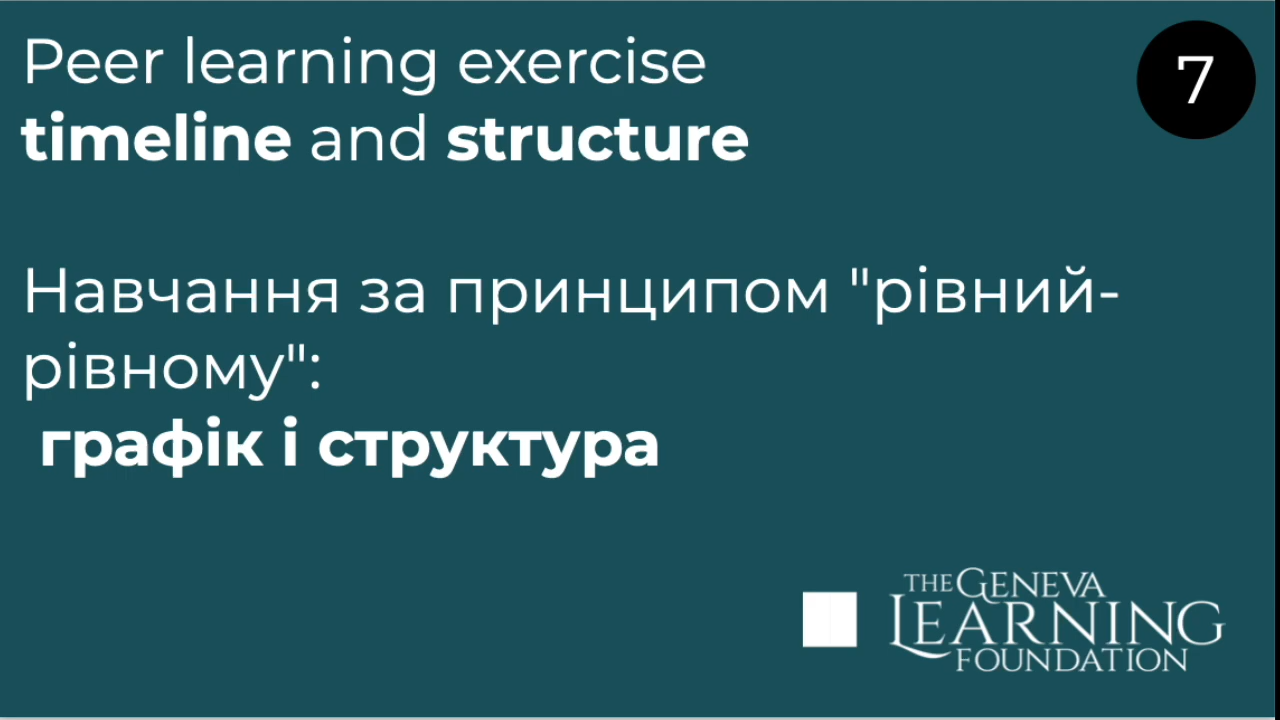 Peer learning exercise
timeline and structure
7
Навчання за принципом "рівний-
рівному":
графік і структура
THE GENEVA
LEARNING
FOUNDATION